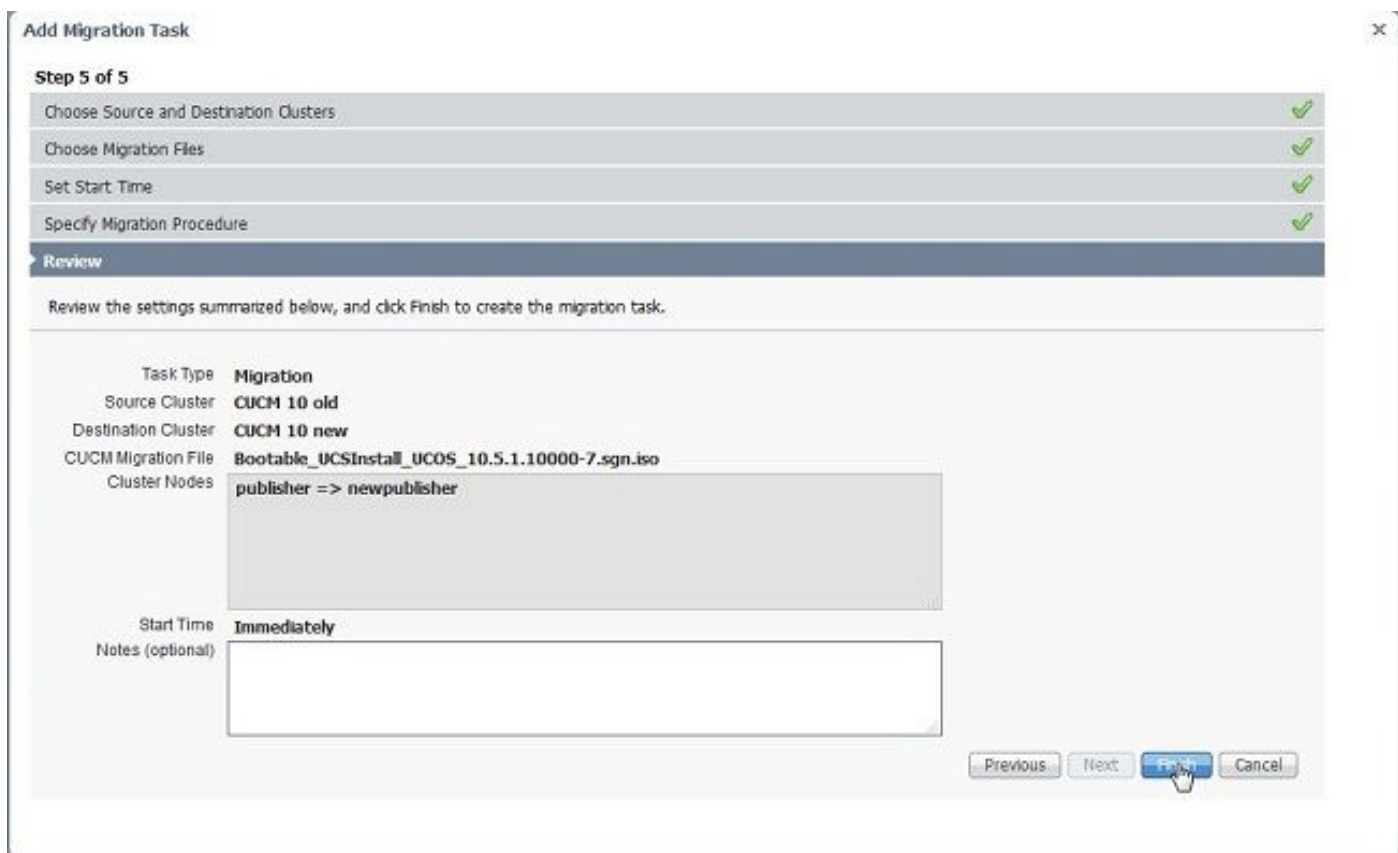 Add Migration Task
Step 5 of 5
Choose Source and Destination Clusters
Choose Migration Files
Set Start Time
Specify Migration Procedure
Review
Review the settings summarized below, and click Finish to create the migration task.
Task Type Migration
Source Cluster CUCM 10 old
Destination Cluster CUCM 10 new
CUCM Migration File Bootable_UCSInstall_UCOS_10.5.1.10000-7.sgn.iso
Cluster Nodes publisher => newpublisher
Start Time Immediately
Notes (optional)
Previous Next Finish Cancel